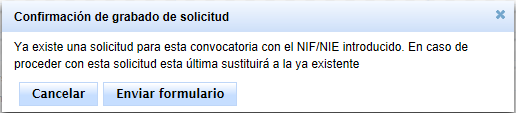 Confirmación de grabado de solicitud
Ya existe una solicitud para esta convocatoria con el NIF/NIE introducido. En caso de
proceder con esta solicitud esta última sustituirá a la ya existente
Cancelar Enviar formulario